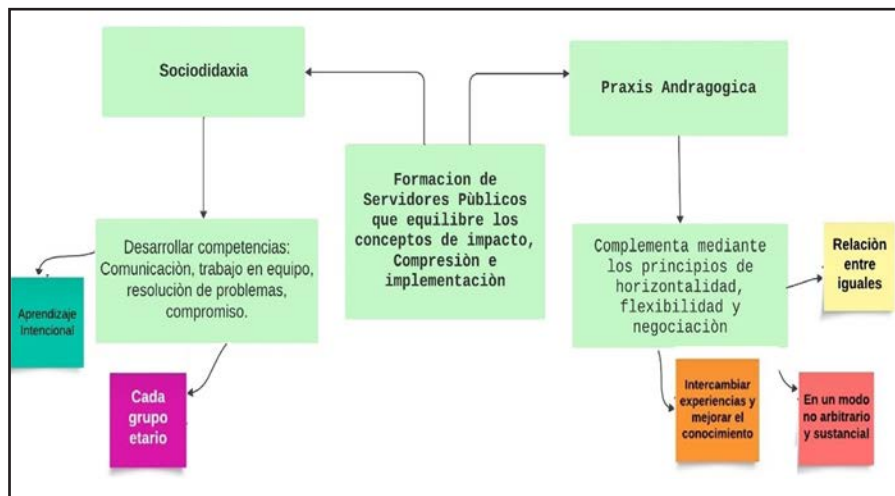 Sociodidaxia
Praxis Andragogica
Formacion de
Servidores Pùblicos
que equilibre los
conceptos de impacto,
Compresiòn e
implementaciòn
Desarrollar competencias:
Comunicaciòn, trabajo en equipo,
resoluciòn de problemas,
compromiso.
Complementa mediante
los principios de
horizontalidad,
flexibilidad y
negociaciòn
Relaciòn
entre
iguales
Aprendizaje
Intencional
Cada
grupo
etario
Intercambiar
experiencias y
mejorar el
conocimiento
En un modo
no arbitrario
y sustancial